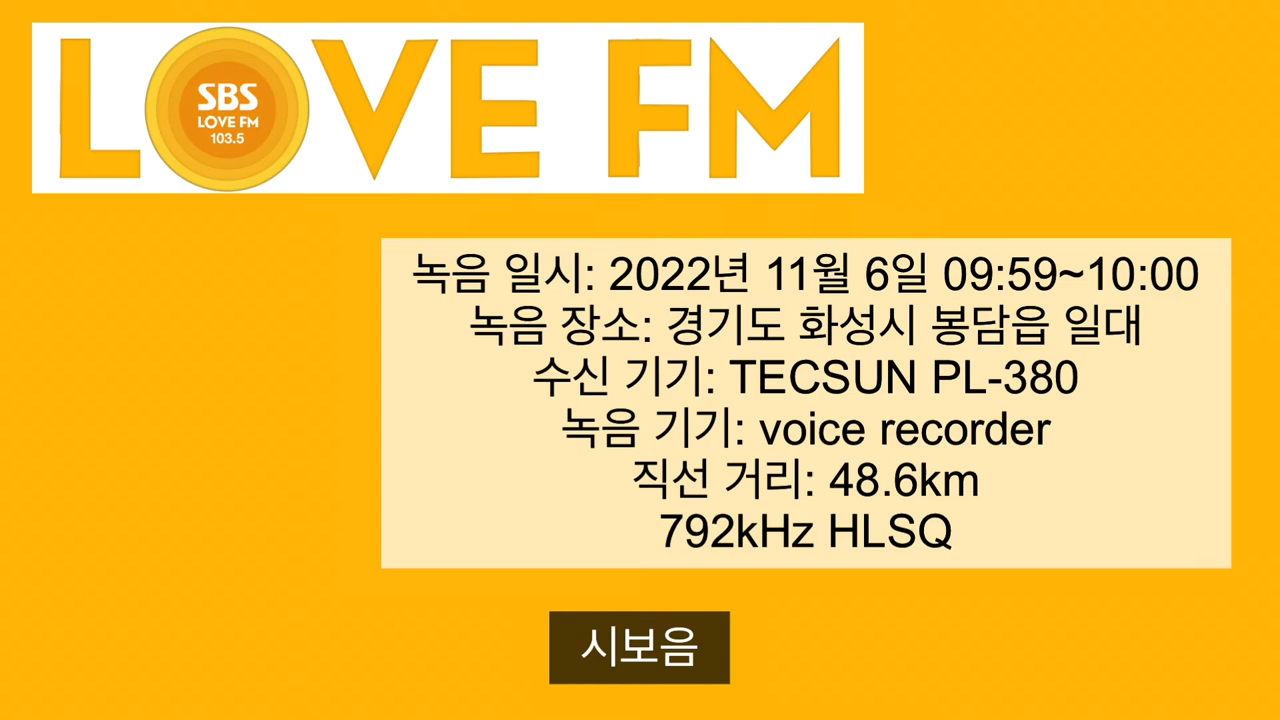 LOVE FM
SBS
LOVE FM
103.5
녹음 일시: 2022년 11월 6일 09:59~10:00
녹음 장소: 경기도 화성시 봉담읍 일대
수신 기기: TECSUN PL-380
녹음 기기: voice recorder
직선 거리: 48.6km
792kHz HLSQ
시보음